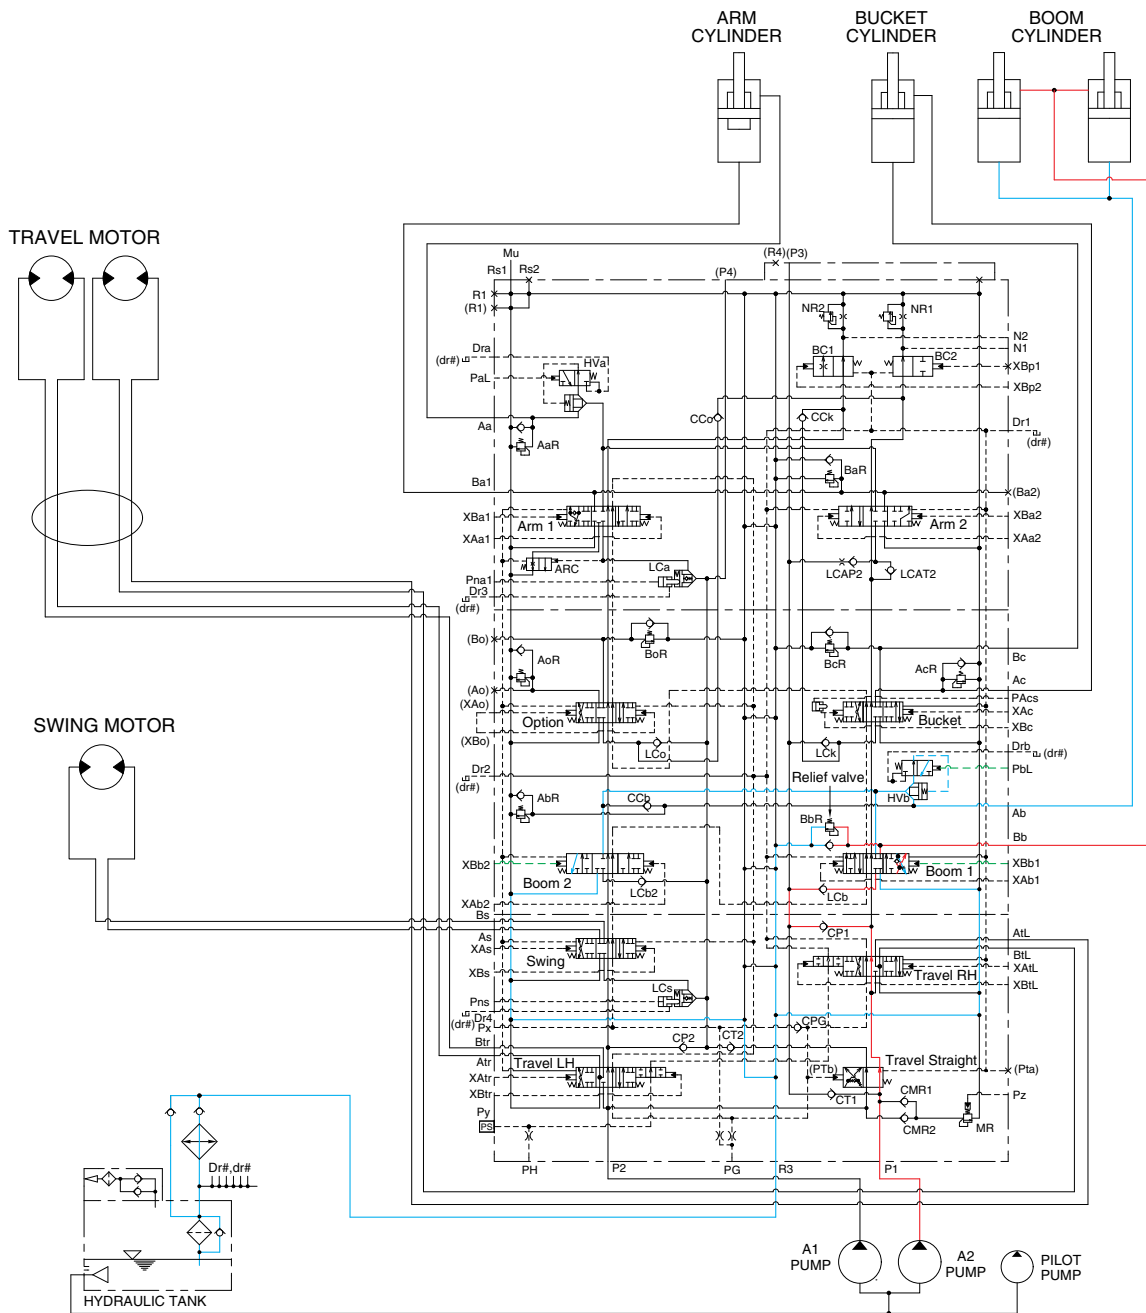 ARM
CYLINDER
BUCKET
CYLINDER
BOOM
CYLINDER
TRAVEL MOTOR
Mu
Rs1
Rs2
(R4)
(P3)
(P4)
R1
(R1)
NR2
NR1
N2
N1
Dra
(dr#)
HVa
BC1
BC2
XBp1
PaL
XBp2
CCo
CCk
Dr1
(dr#)
Aa
AaR
BaR
Ba1
(Ba2)
XBa1
Arm 1
Arm 2
XBa2
XAa1
XAa2
ARC
LCa
LCAP2
LCAT2
Pna1
Dr3
(dr#)
(Bo)
BoR
BcR
Bc
AoR
AcR
Ac
(Ao)
PAcs
(XAo)
Option
Bucket
XAc
XBc
(XBo)
LCo
LCk
Drb
(dr#)
SWING MOTOR
Dr2
(dr#)
Relief valve
PbL
AbR
CCb
HVb
Ab
BbR
Bb
XBb2
Boom 2
Boom 1
XBb1
LCb2
LCb
XAb1
XAb2
Bs
CP1
As
AtL
XAs
BtL
Swing
Travel RH
XAtL
XBs
XBtL
LCs
Pns
Dr4
(dr#)
Px
CPG
Btr
CP2
CT2
Atr
Travel LH
(PTb)
Travel Straight
(Pta)
XAtr
XBtr
CT1
CMR1
Pz
Py
CMR2
MR
PS
PH
P2
PG
R3
P1
Dr#,dr#
A1
PUMP
A2
PUMP
PILOT
PUMP
HYDRAULIC TANK